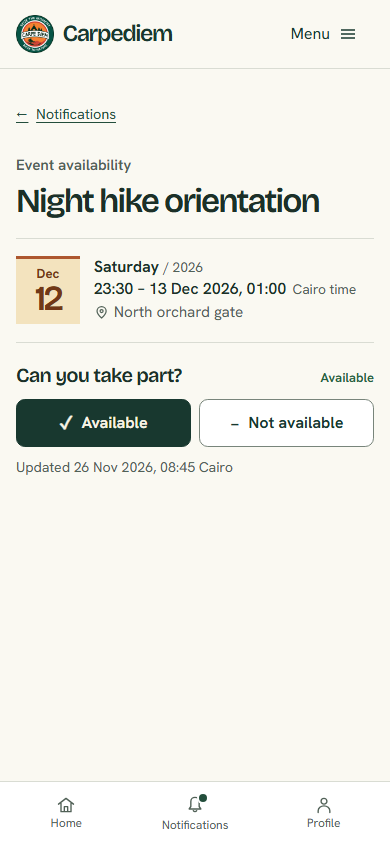 CARPE DIEM
Carpediem
Menu
← Notifications
Event availability
Night hike orientation
Dec
12
Saturday / 2026
23:30 – 13 Dec 2026, 01:00 Cairo time
North orchard gate
Can you take part?
Available
✓ Available
– Not available
Updated 26 Nov 2026, 08:45 Cairo
Home
Notifications
Profile